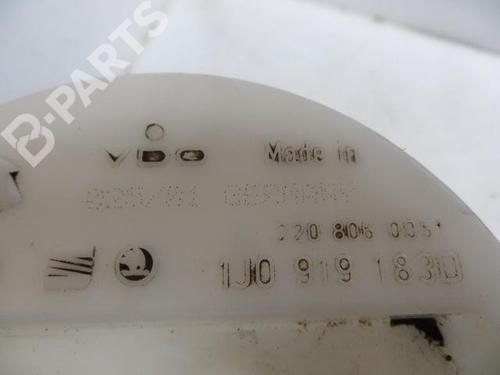 B-PARTS
VDO Made in
GERMANY
220 806 0051
1J0 919 183D